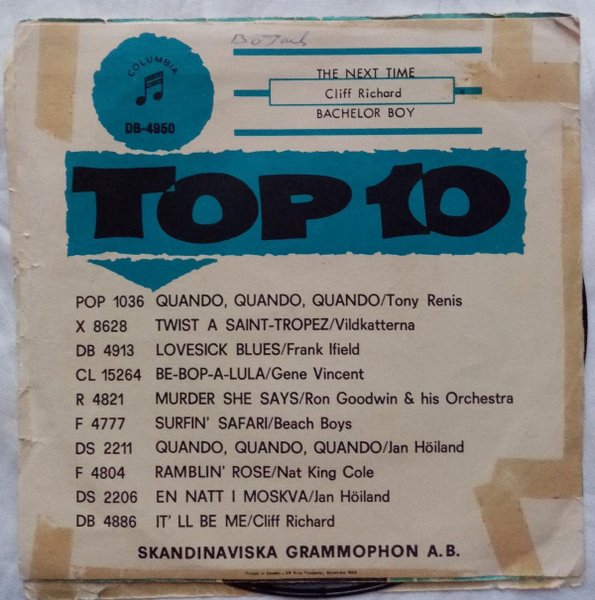 COLUMBIA
DB-4950
THE NEXT TIME
Cliff Richard
BACHELOR BOY
TOP 10
POP 1036 QUANDO, QUANDO, QUANDO/Tony Renis
X 8628 TWIST A SAINT-TROPEZ/Vildkatterna
DB 4913 LOVESICK BLUES/Frank Ifield
CL 15264 BE-BOP-A-LULA/Gene Vincent
R 4821 MURDER SHE SAYS/Ron Goodwin & his Orchestra
F 4777 SURFIN' SAFARI/Beach Boys
DS 2211 QUANDO, QUANDO, QUANDO/Jan Höiland
F 4804 RAMBLIN' ROSE/Nat King Cole
DS 2206 EN NATT I MOSKVA/Jan Höiland
DB 4886 IT' LL BE ME/Cliff Richard
SKANDINAVISKA GRAMMOPHON A.B.
Printed in Sweden